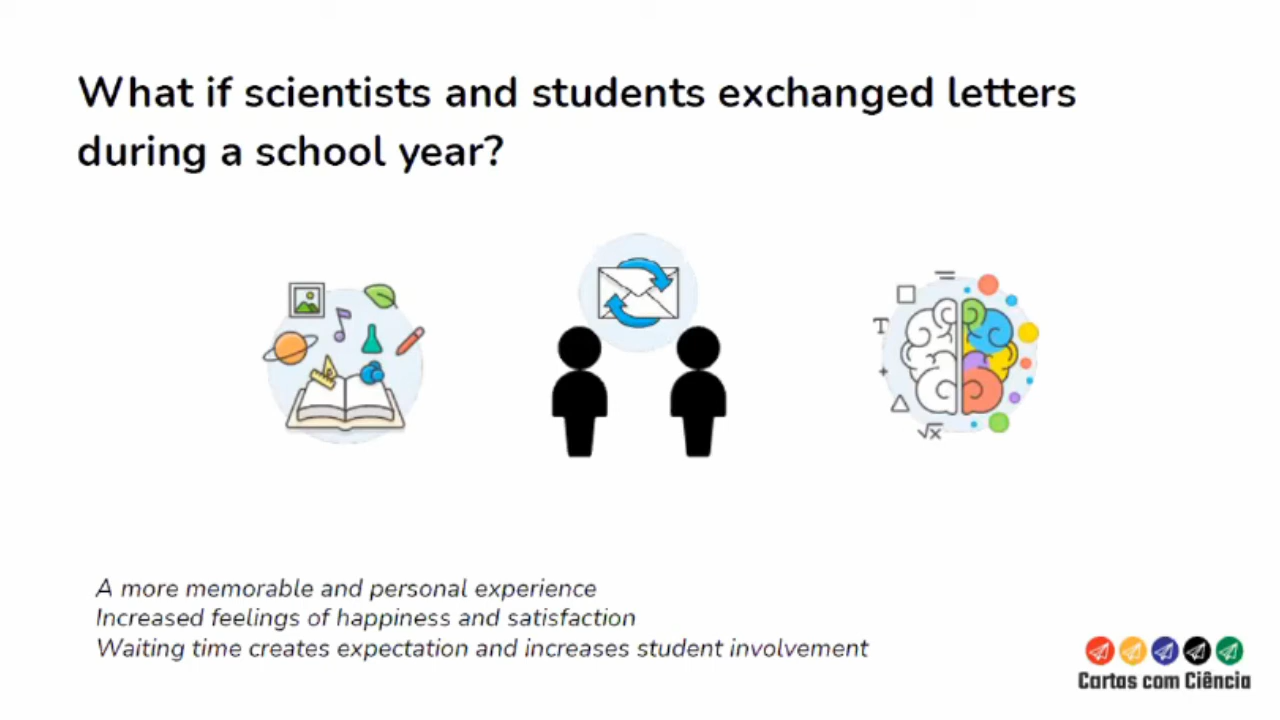 What if scientists and students exchanged letters
during a school year?
T
√x
A more memorable and personal experience
Increased feelings of happiness and satisfaction
Waiting time creates expectation and increases student involvement
Cartas com Ciência